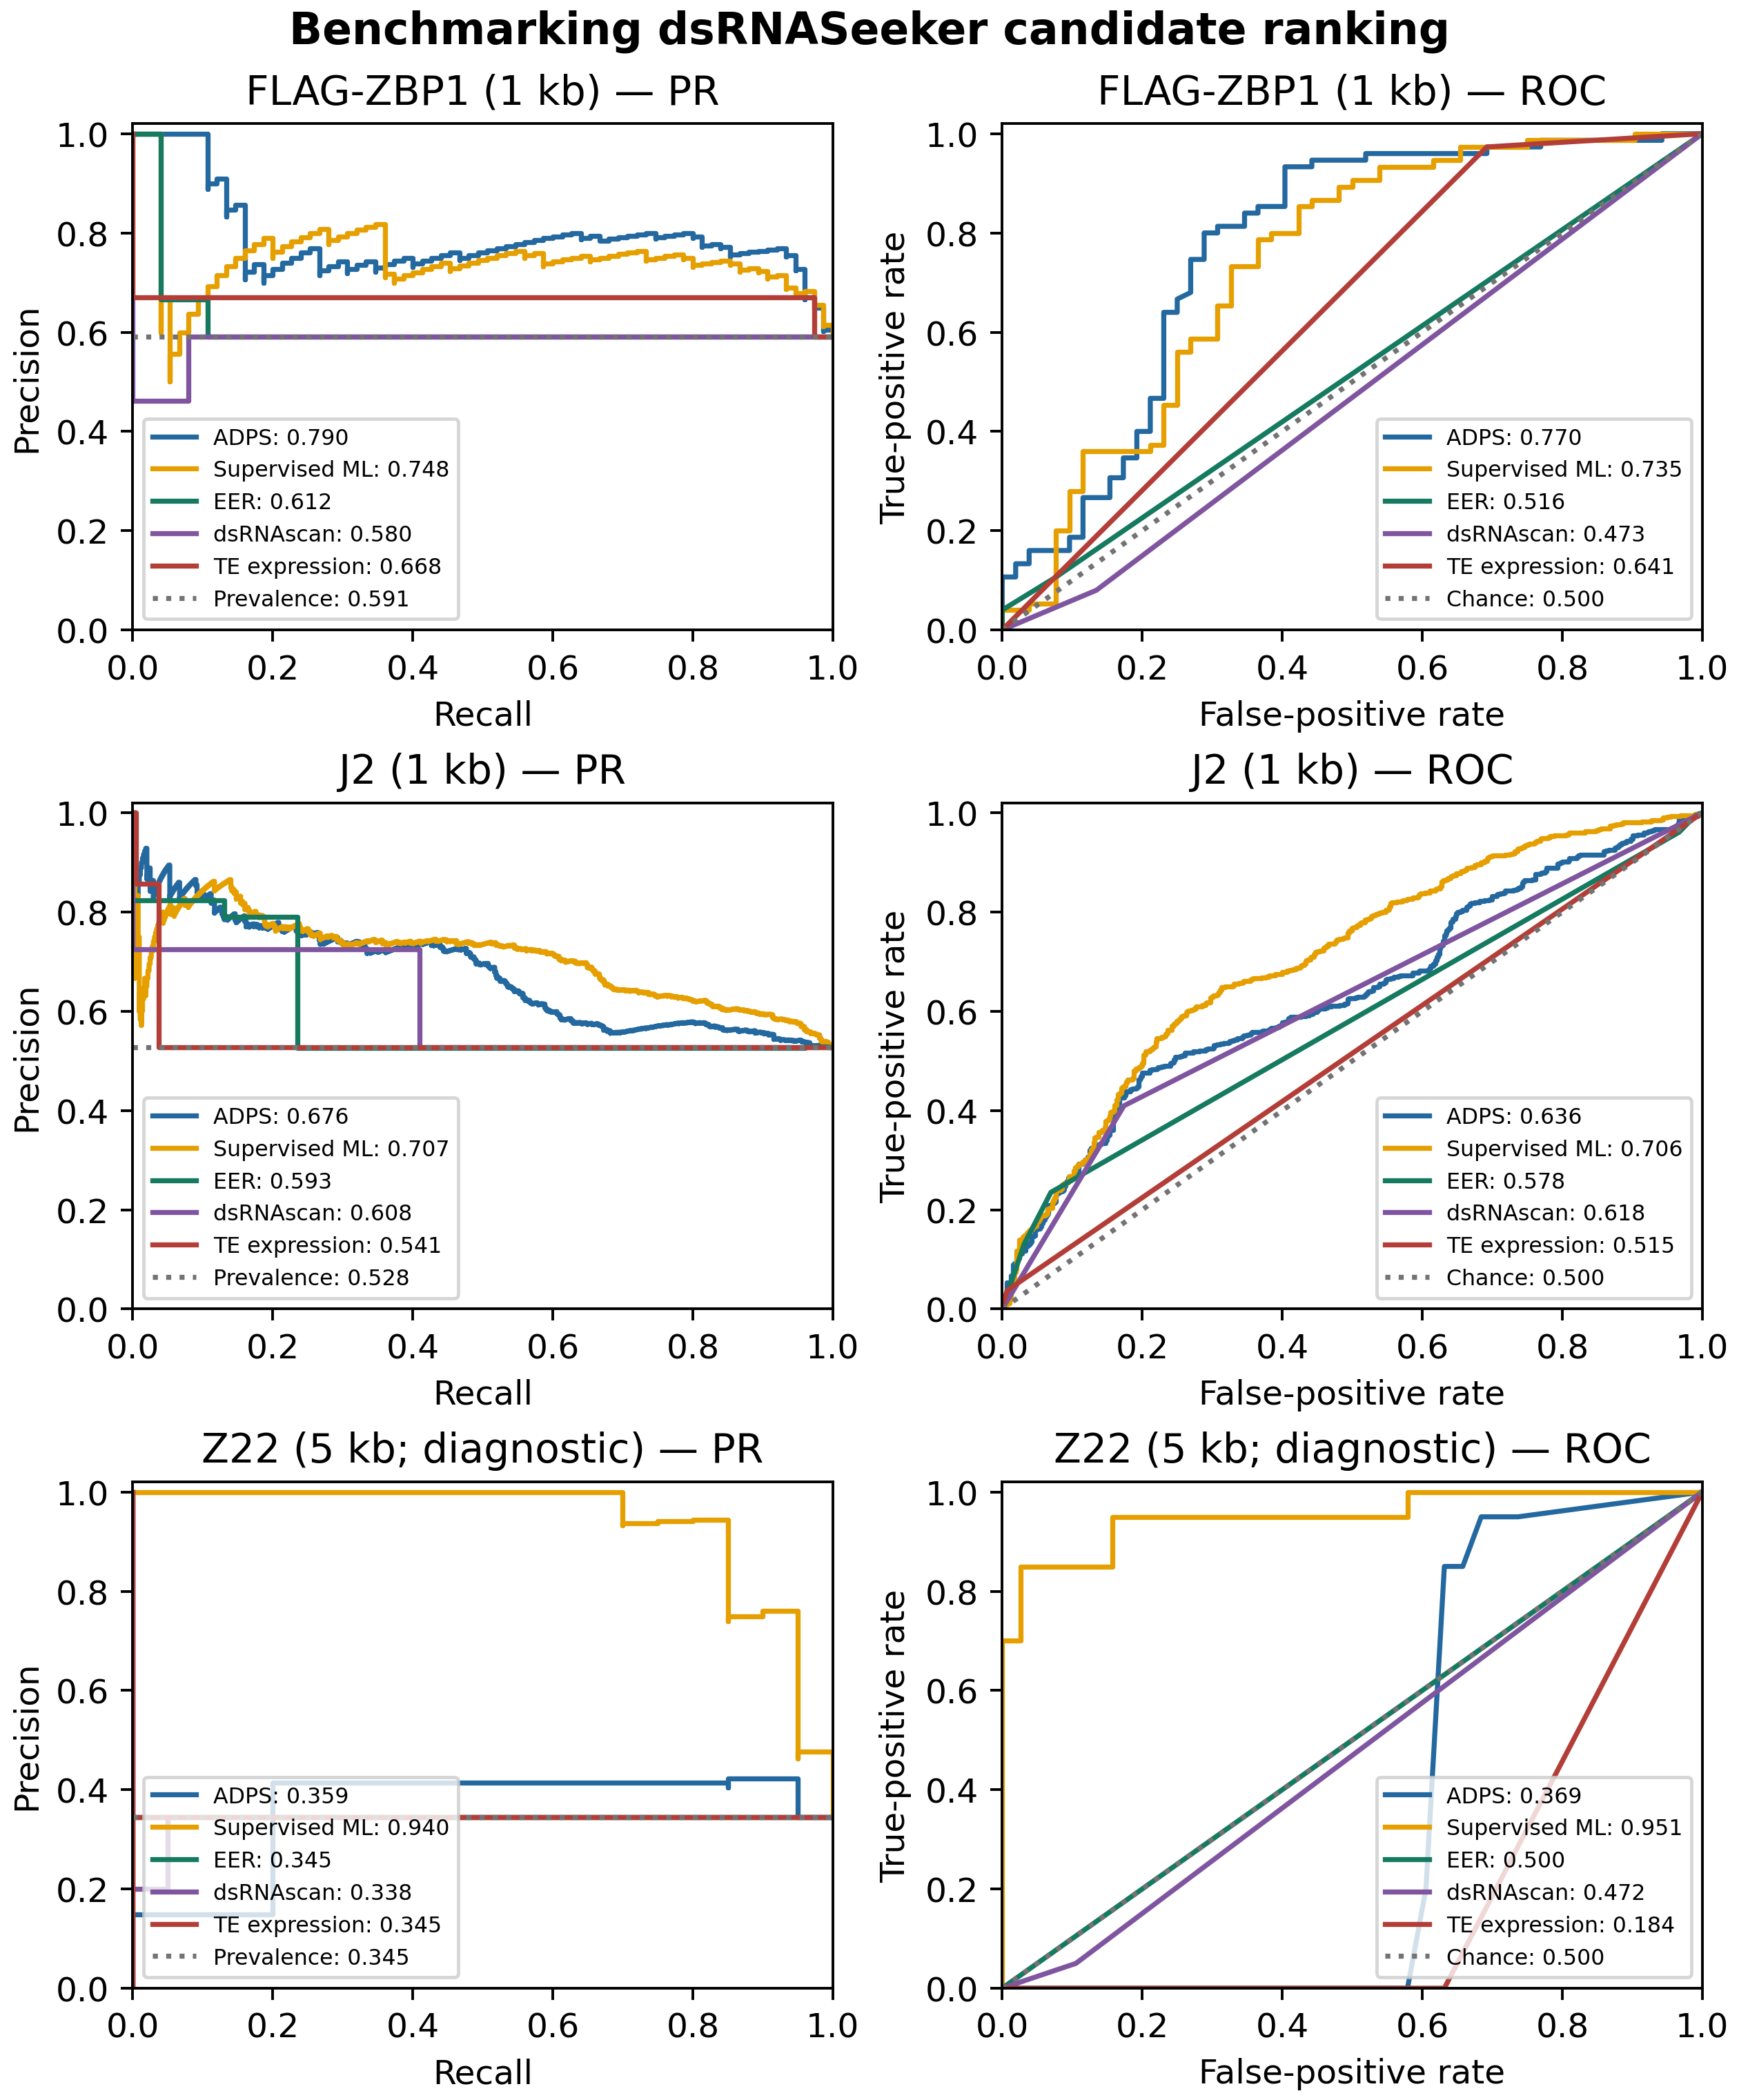 Benchmarking dsRNASeeker candidate ranking
FLAG-ZBP1 (1 kb) — PR
1.0
0.8
0.6
0.4
0.2
0.0
Precision
ADPS: 0.790
Supervised ML: 0.748
EER: 0.612
dsRNAscan: 0.580
TE expression: 0.668
Prevalence: 0.591
0.0 0.2 0.4 0.6 0.8 1.0
Recall
FLAG-ZBP1 (1 kb) — ROC
1.0
0.8
0.6
0.4
0.2
0.0
True-positive rate
ADPS: 0.770
Supervised ML: 0.735
EER: 0.516
dsRNAscan: 0.473
TE expression: 0.641
Chance: 0.500
0.0 0.2 0.4 0.6 0.8 1.0
False-positive rate
J2 (1 kb) — PR
1.0
0.8
0.6
0.4
0.2
0.0
Precision
ADPS: 0.676
Supervised ML: 0.707
EER: 0.593
dsRNAscan: 0.608
TE expression: 0.541
Prevalence: 0.528
0.0 0.2 0.4 0.6 0.8 1.0
Recall
J2 (1 kb) — ROC
1.0
0.8
0.6
0.4
0.2
0.0
True-positive rate
ADPS: 0.636
Supervised ML: 0.706
EER: 0.578
dsRNAscan: 0.618
TE expression: 0.515
Chance: 0.500
0.0 0.2 0.4 0.6 0.8 1.0
False-positive rate
Z22 (5 kb; diagnostic) — PR
1.0
0.8
0.6
0.4
0.2
0.0
Precision
ADPS: 0.359
Supervised ML: 0.940
EER: 0.345
dsRNAscan: 0.338
TE expression: 0.345
Prevalence: 0.345
0.0 0.2 0.4 0.6 0.8 1.0
Recall
Z22 (5 kb; diagnostic) — ROC
1.0
0.8
0.6
0.4
0.2
0.0
True-positive rate
ADPS: 0.369
Supervised ML: 0.951
EER: 0.500
dsRNAscan: 0.472
TE expression: 0.184
Chance: 0.500
0.0 0.2 0.4 0.6 0.8 1.0
False-positive rate